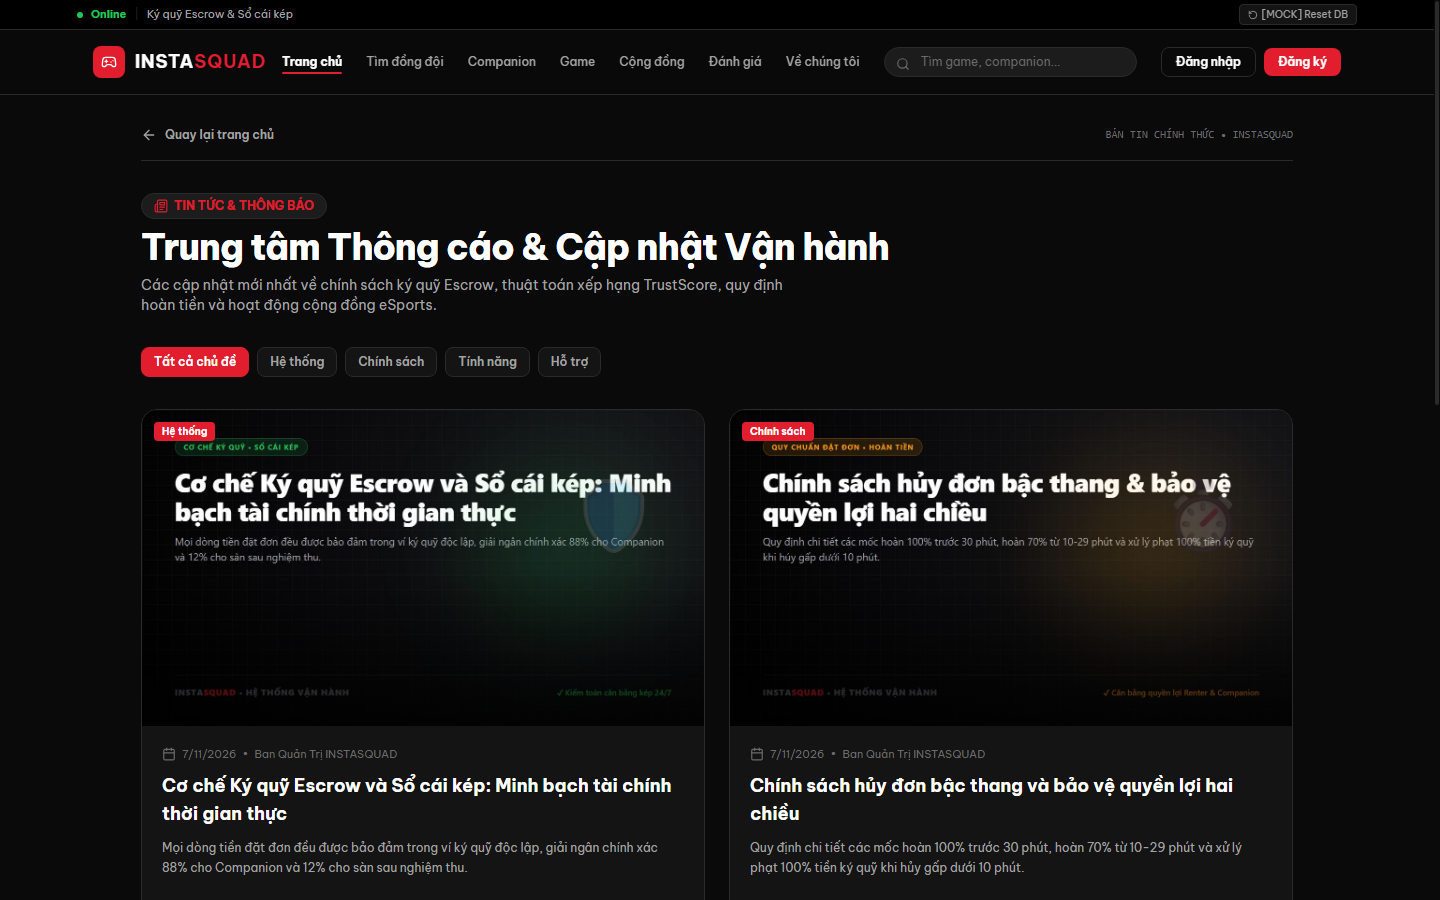 Online
Ký quỹ Escrow & Sổ cái kép
[MOCK] Reset DB
INSTASQUAD
Trang chủ
Tìm đồng đội
Companion
Game
Cộng đồng
Đánh giá
Về chúng tôi
Tìm game, companion...
Đăng nhập
Đăng ký
Quay lại trang chủ
BẢN TIN CHÍNH THỨC • INSTASQUAD
TIN TỨC & THÔNG BÁO
Trung tâm Thông cáo & Cập nhật Vận hành
Các cập nhật mới nhất về chính sách ký quỹ Escrow, thuật toán xếp hạng TrustScore, quy định
hoàn tiền và hoạt động cộng đồng eSports.
Tất cả chủ đề
Hệ thống
Chính sách
Tính năng
Hỗ trợ
Hệ thống
CƠ CHẾ KÝ QUỸ • SỔ CÁI KÉP
Cơ chế Ký quỹ Escrow và Sổ cái kép: Minh
bạch tài chính thời gian thực
Mọi dòng tiền đặt đơn đều được bảo đảm trong ví ký quỹ độc lập, giải ngân chính xác 88% cho Companion
và 12% cho sàn sau nghiệm thu.
INSTASQUAD • HỆ THỐNG VẬN HÀNH
✓ Kiểm toán cân bằng kép 24/7
7/11/2026 • Ban Quản Trị INSTASQUAD
Cơ chế Ký quỹ Escrow và Sổ cái kép: Minh bạch tài chính
thời gian thực
Mọi dòng tiền đặt đơn đều được bảo đảm trong ví ký quỹ độc lập, giải ngân chính xác
88% cho Companion và 12% cho sàn sau nghiệm thu.
Chính sách
QUY CHUẨN ĐẶT ĐƠN • HOÀN TIỀN
Chính sách hủy đơn bậc thang & bảo vệ
quyền lợi hai chiều
Quy định chi tiết các mốc hoàn 100% trước 30 phút, hoàn 70% từ 10-29 phút và xử lý phạt 100% tiền ký quỹ
khi hủy gấp dưới 10 phút.
INSTASQUAD • HỆ THỐNG VẬN HÀNH
✓ Cân bằng quyền lợi Renter & Companion
7/11/2026 • Ban Quản Trị INSTASQUAD
Chính sách hủy đơn bậc thang và bảo vệ quyền lợi hai
chiều
Quy định chi tiết các mốc hoàn 100% trước 30 phút, hoàn 70% từ 10-29 phút và xử lý
phạt 100% tiền ký quỹ khi hủy gấp dưới 10 phút.